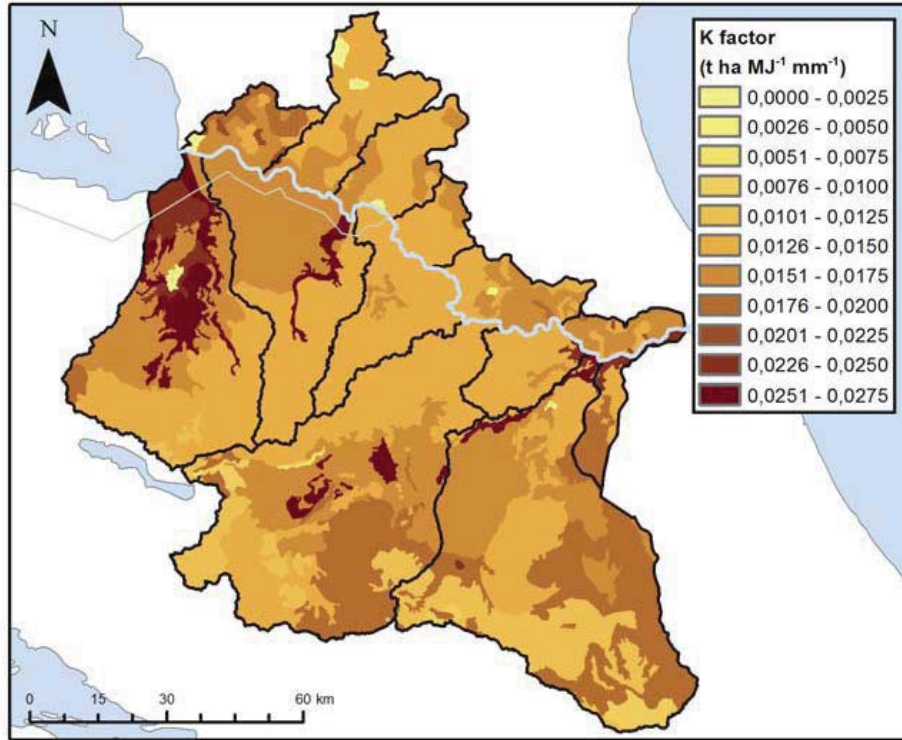 N
K factor
(t ha MJ⁻¹ mm⁻¹)
0,0000 - 0,0025
0,0026 - 0,0050
0,0051 - 0,0075
0,0076 - 0,0100
0,0101 - 0,0125
0,0126 - 0,0150
0,0151 - 0,0175
0,0176 - 0,0200
0,0201 - 0,0225
0,0226 - 0,0250
0,0251 - 0,0275
0 15 30 60 km